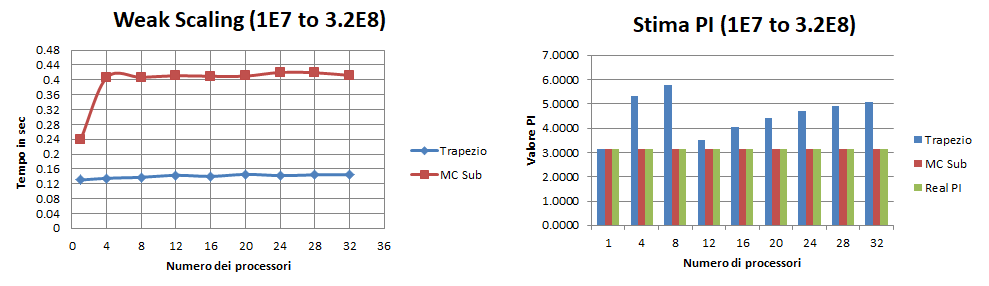 Weak Scaling (1E7 to 3.2E8)
Tempo in sec
0.48
0.44
0.4
0.36
0.32
0.28
0.24
0.2
0.16
0.12
0.08
0.04
0
0 4 8 12 16 20 24 28 32 36
Numero dei processori
Trapezio
MC Sub
Stima PI (1E7 to 3.2E8)
Valore PI
7.0000
6.0000
5.0000
4.0000
3.0000
2.0000
1.0000
0.0000
1 4 8 12 16 20 24 28 32
Numero di processori
Trapezio
MC Sub
Real PI